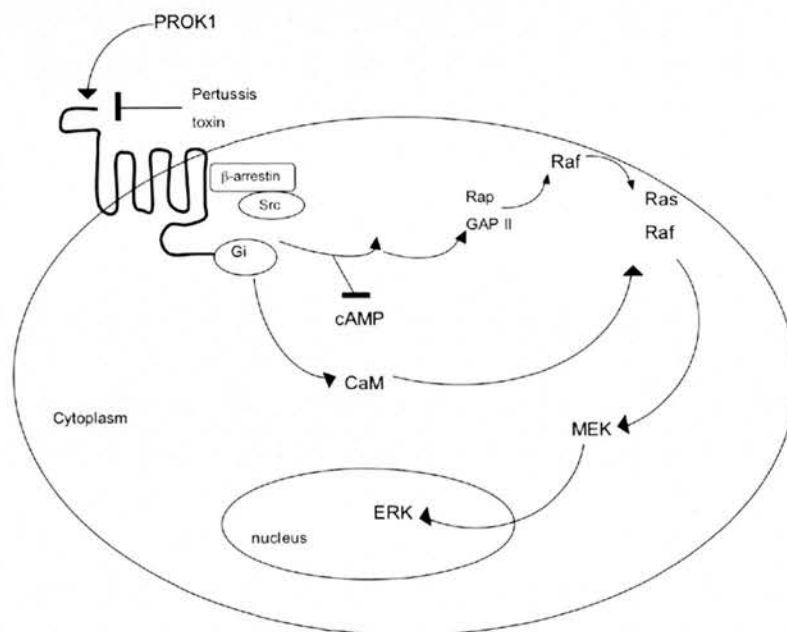 PROK1
Pertussis
toxin
β-arrestin
Src
Gi
Rap
GAP II
Raf
Ras
Raf
cAMP
CaM
Cytoplasm
MEK
ERK
nucleus